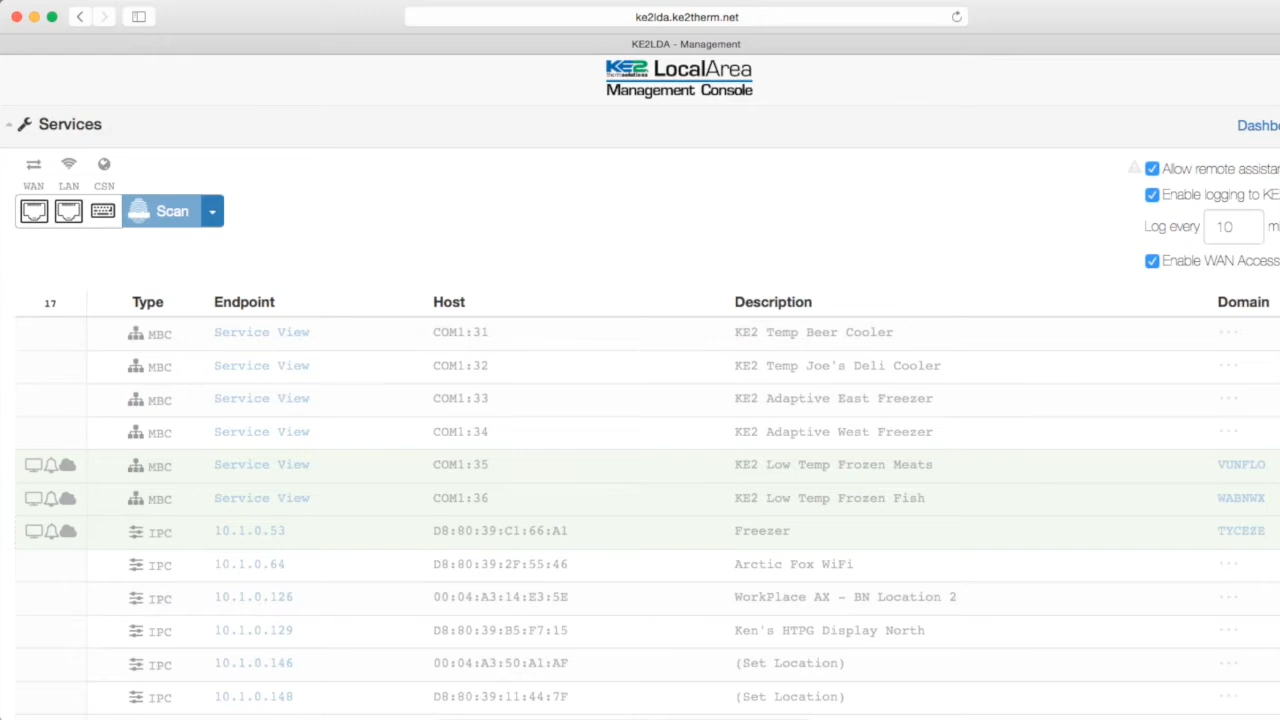 ke2lda.ke2therm.net
KE2LDA - Management
KE2 LocalArea
Management Console
Services
Dashbo
WAN LAN CSN
Scan
Allow remote assistan
Enable logging to KE2
Log every 10 mi
Enable WAN Access
17 Type Endpoint Host Description Domain
MBC Service View COM1:31 KE2 Temp Beer Cooler ...
MBC Service View COM1:32 KE2 Temp Joe's Deli Cooler ...
MBC Service View COM1:33 KE2 Adaptive East Freezer ...
MBC Service View COM1:34 KE2 Adaptive West Freezer ...
MBC Service View COM1:35 KE2 Low Temp Frozen Meats VUNFLO
MBC Service View COM1:36 KE2 Low Temp Frozen Fish WABNWX
IPC 10.1.0.53 D8:80:39:C1:66:A1 Freezer TYCEZE
IPC 10.1.0.64 D8:80:39:2F:55:46 Arctic Fox WiFi ...
IPC 10.1.0.126 00:04:A3:14:E3:5E WorkPlace AX - BN Location 2 ...
IPC 10.1.0.129 D8:80:39:B5:F7:15 Ken's HTPG Display North ...
IPC 10.1.0.146 00:04:A3:50:A1:AF (Set Location) ...
IPC 10.1.0.148 D8:80:39:11:44:7F (Set Location) ...